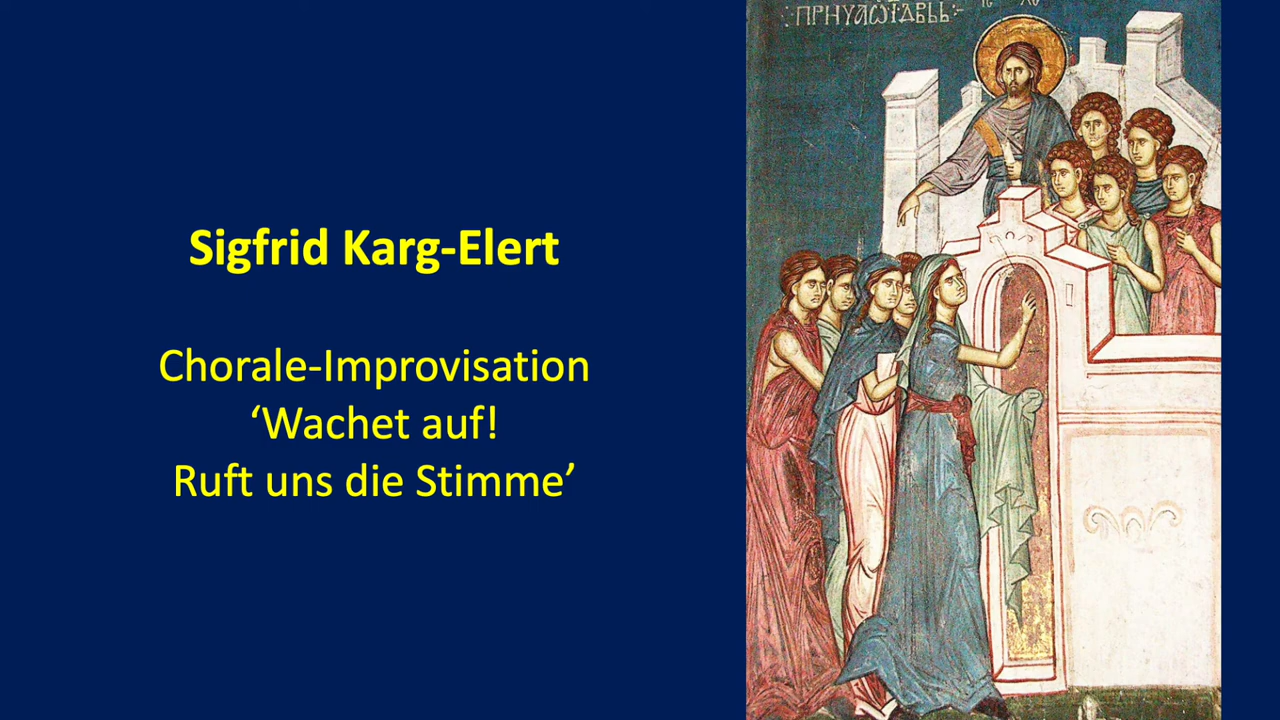 Sigfrid Karg-Elert
Chorale-Improvisation
‘Wachet auf!
Ruft uns die Stimme’